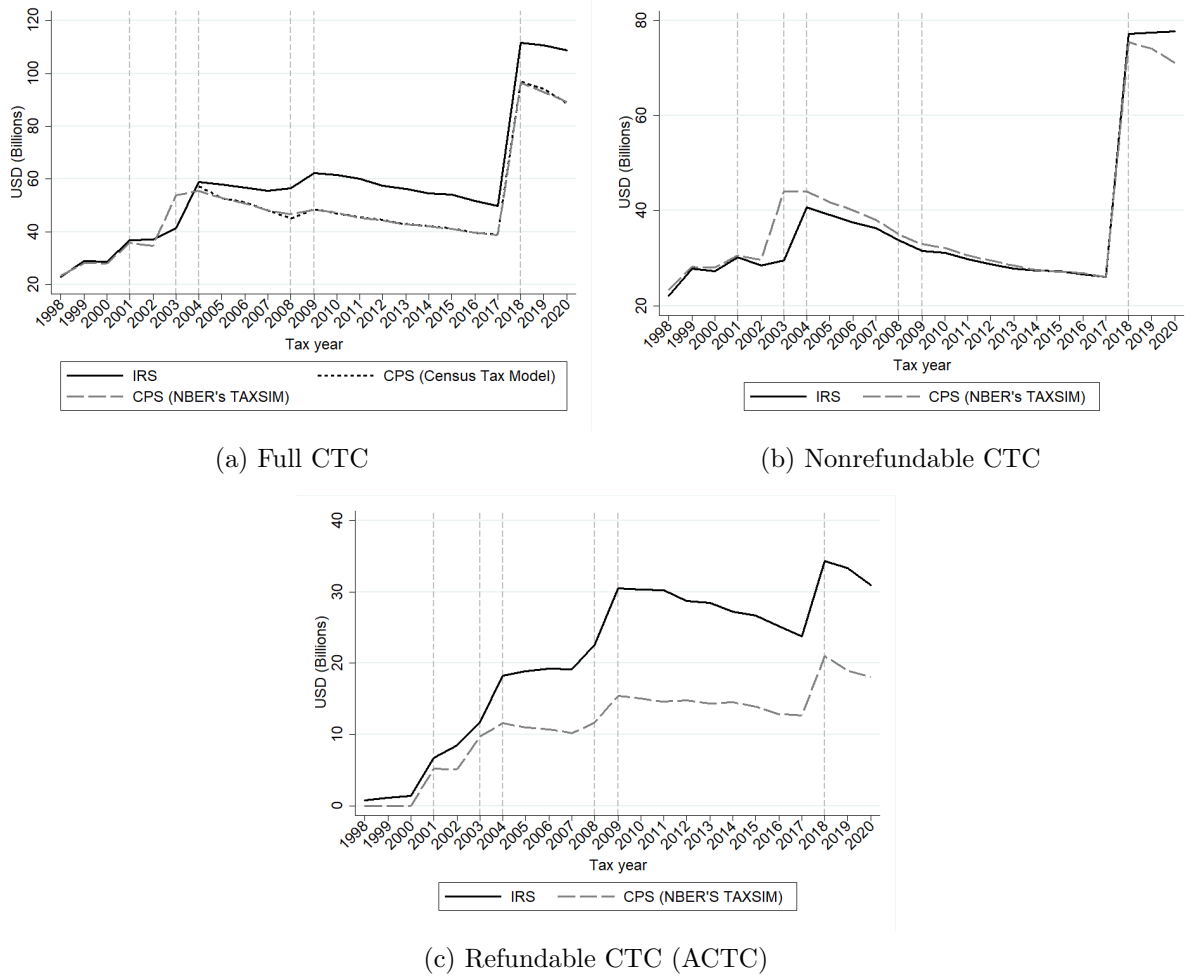 120
100
80
60
40
20
USD (Billions)
1998 1999 2000 2001 2002 2003 2004 2005 2006 2007 2008 2009 2010 2011 2012 2013 2014 2015 2016 2017 2018 2019 2020
Tax year
IRS CPS (Census Tax Model)
CPS (NBER's TAXSIM)
(a) Full CTC
80
60
40
20
USD (Billions)
1998 1999 2000 2001 2002 2003 2004 2005 2006 2007 2008 2009 2010 2011 2012 2013 2014 2015 2016 2017 2018 2019 2020
Tax year
IRS CPS (NBER's TAXSIM)
(b) Nonrefundable CTC
40
30
20
10
0
USD (Billions)
1998 1999 2000 2001 2002 2003 2004 2005 2006 2007 2008 2009 2010 2011 2012 2013 2014 2015 2016 2017 2018 2019 2020
Tax year
IRS CPS (NBER'S TAXSIM)
(c) Refundable CTC (ACTC)